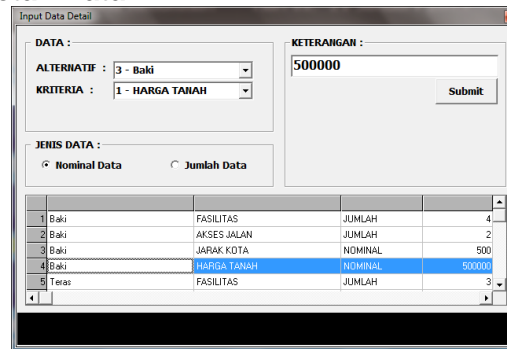 Input Data Detail
DATA :
ALTERNATIF : 3 - Baki
KRITERIA : 1 - HARGA TANAH
JENIS DATA :
Nominal Data Jumlah Data
KETERANGAN :
500000
Submit
1 Baki FASILITAS JUMLAH 4
2 Baki AKSES JALAN JUMLAH 2
3 Baki JARAK KOTA NOMINAL 500
4 Baki HARGA TANAH NOMINAL 500000
5 Teras FASILITAS JUMLAH 3